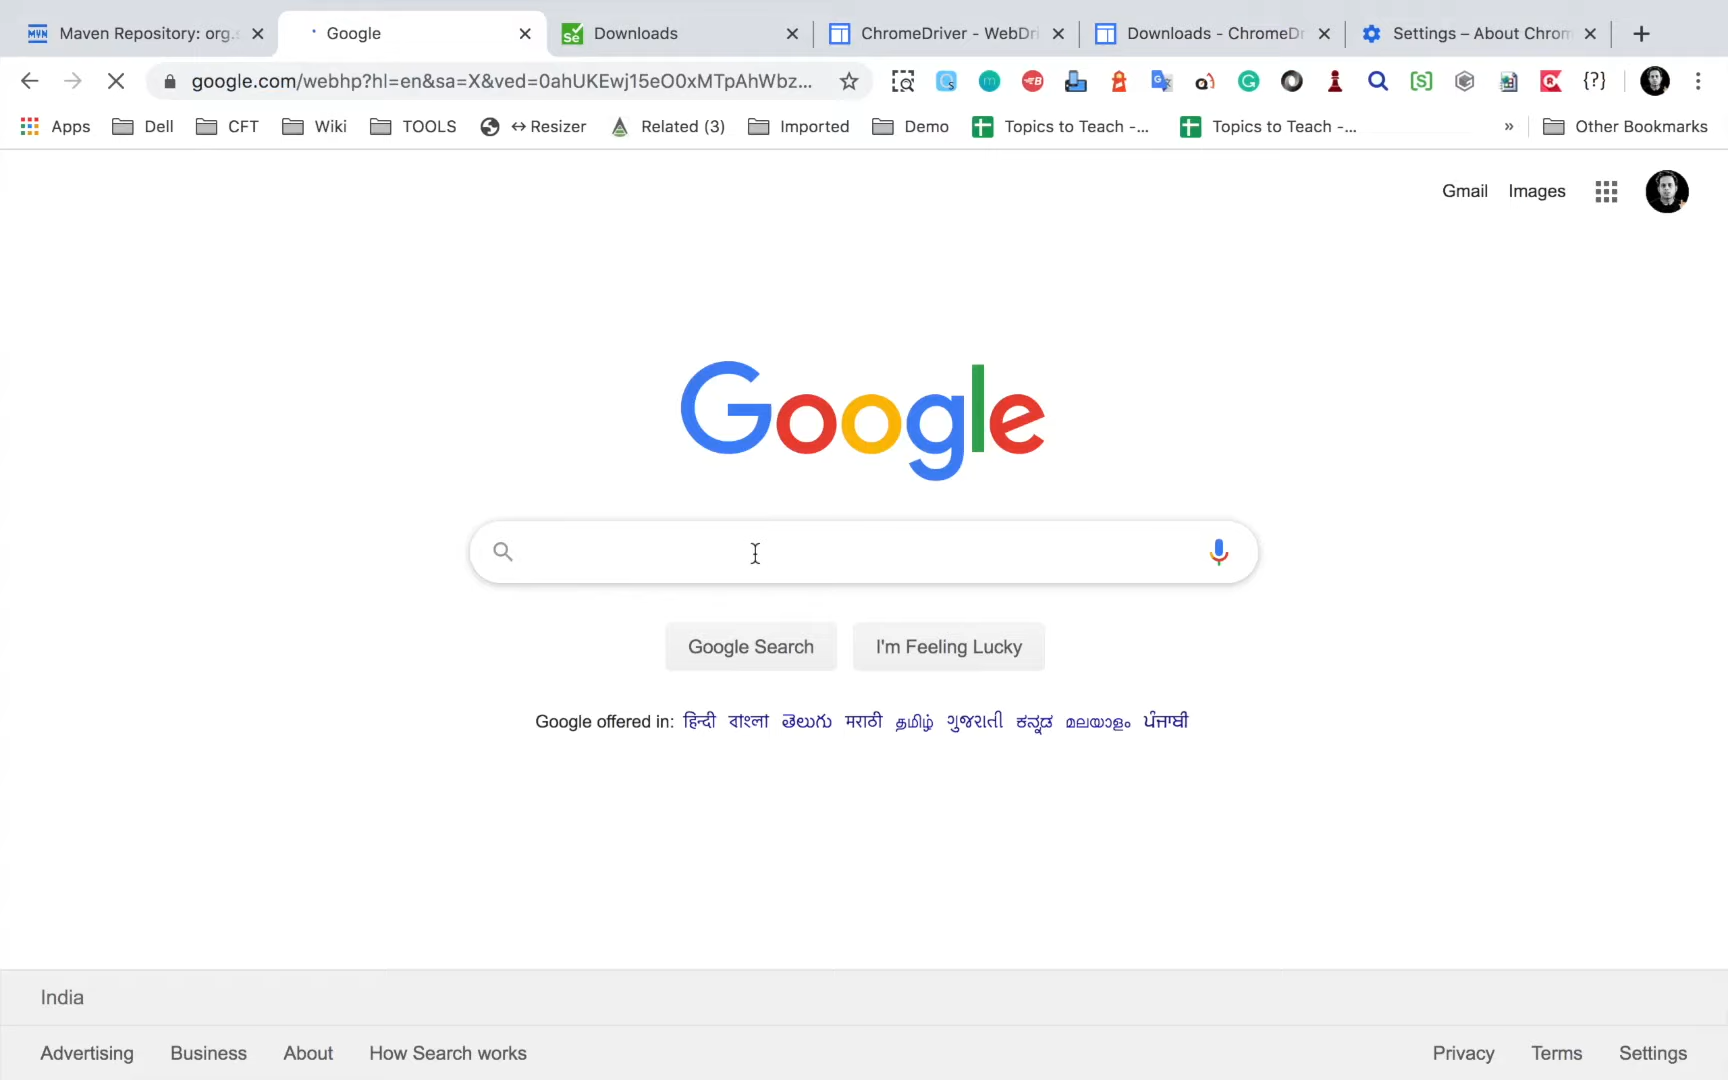 Maven Repository: org.s Google Downloads ChromeDriver - WebDri Downloads - ChromeDr Settings – About Chrom
google.com/webhp?hl=en&sa=X&ved=0ahUKEwj15eO0xMTpAhWbz...
Apps Dell CFT Wiki TOOLS ↔ Resizer Related (3) Imported Demo Topics to Teach -... Topics to Teach -... » Other Bookmarks
Gmail Images
Google
Google Search I'm Feeling Lucky
Google offered in: हिन्दी বাংলা తెలుగు मराठी தமிழ் ગુજરાતી ಕನ್ನಡ മലയാളം ਪੰਜਾਬੀ
India
Advertising Business About How Search works Privacy Terms Settings